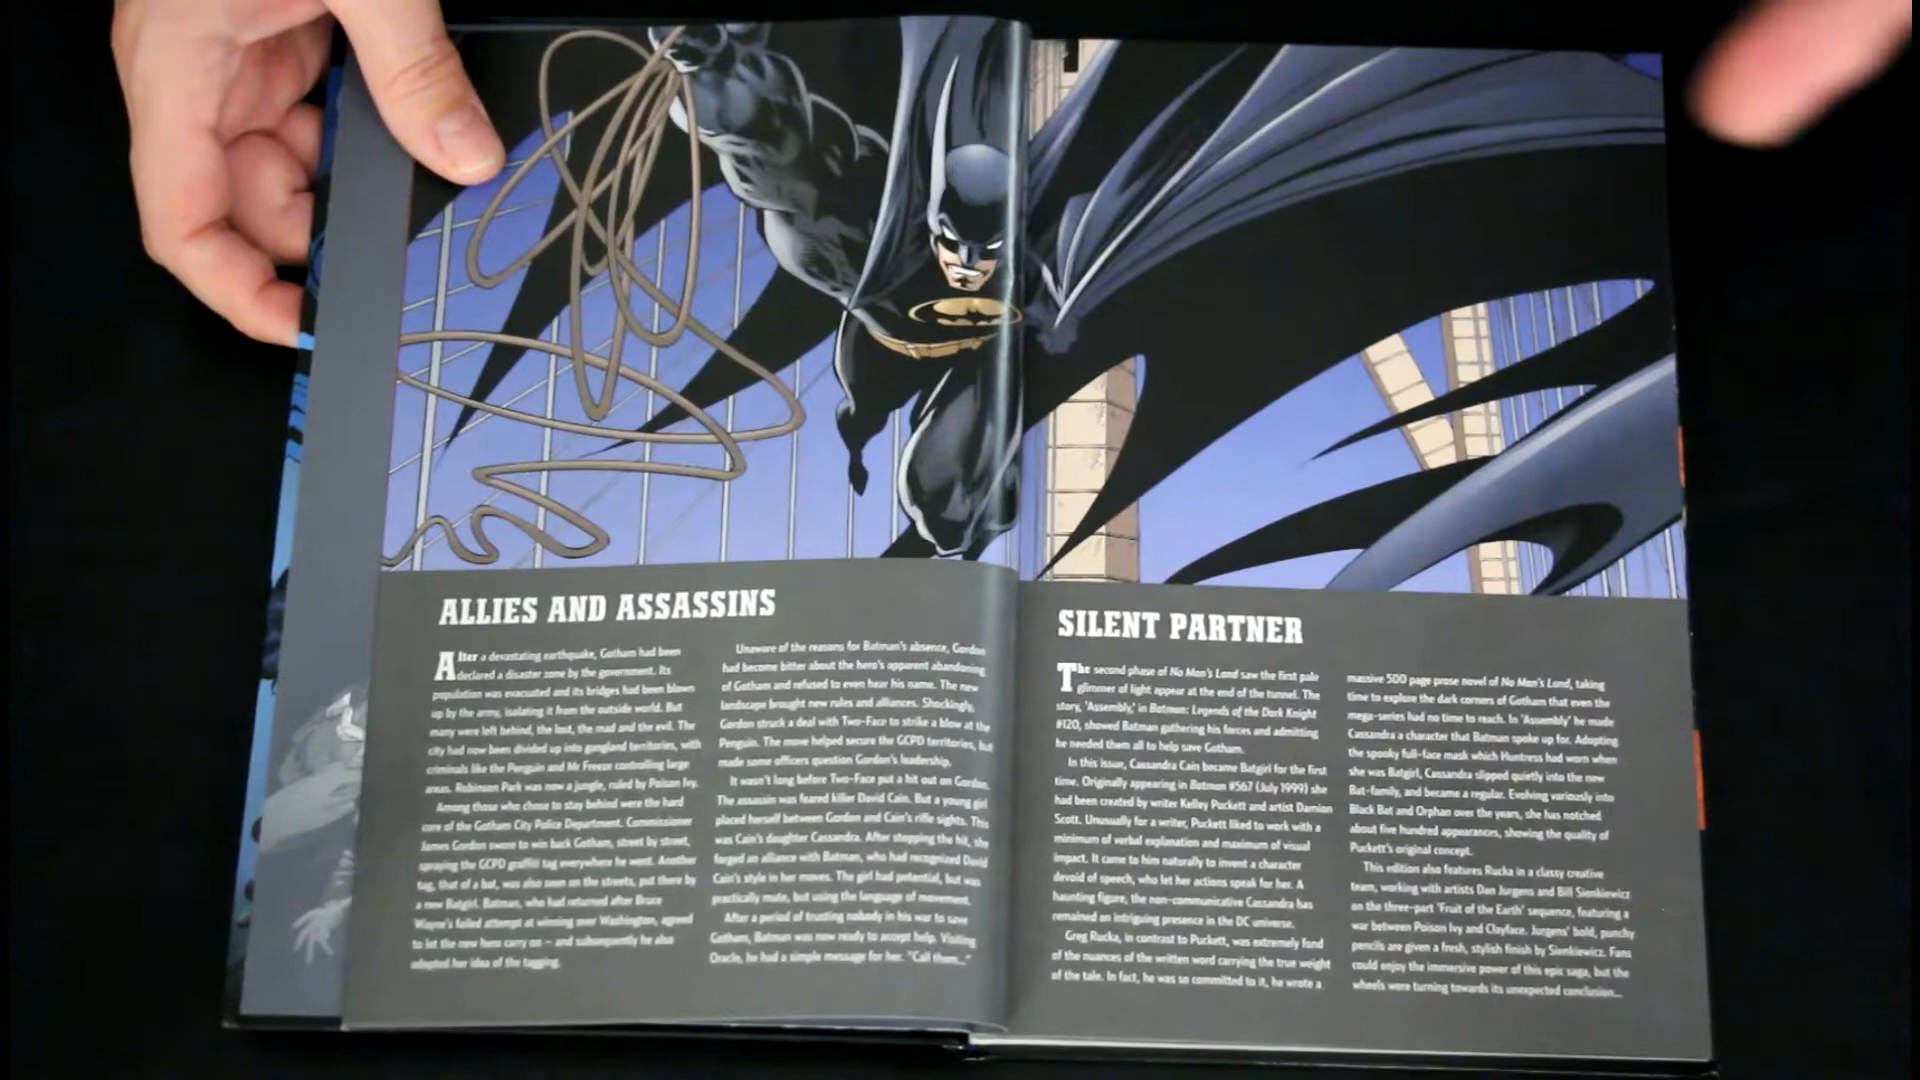 ALLIES AND ASSASSINS
After a devastating earthquake, Gotham had been
declared a disaster zone by the government. Its
population was evacuated and its bridges had been blown
up by the army, isolating it from the outside world. But
many were left behind, the lost, the mad and the evil. The
city had now been divided up into gangland territories, with
criminals like the Penguin and Mr Freeze controlling large
areas. Robinson Park was now a jungle, ruled by Poison Ivy.
Among those who chose to stay behind were the hard
core of the Gotham City Police Department. Commissioner
James Gordon swore to win back Gotham, street by street,
spraying the GCPD graffiti tag everywhere he went. Another
tag, that of a bat, was also seen on the streets, put there by
a new Batgirl. Batman, who had returned after Bruce
Wayne's failed attempt at winning over Washington, agreed
to let the new hero carry on – and subsequently he also
adopted her idea of the tagging.
Unaware of the reasons for Batman's absence, Gordon
had become bitter about the hero's apparent abandoning
of Gotham and refused to even hear his name. The new
landscape brought new rules and alliances. Shockingly,
Gordon struck a deal with Two-Face to strike a blow at the
Penguin. The move helped secure the GCPD territories, but
made some officers question Gordon's leadership.
It wasn't long before Two-Face put a hit out on Gordon.
The assassin was feared killer David Cain. But a young girl
placed herself between Gordon and Cain's rifle sights. This
was Cain's daughter Cassandra. After stopping the hit, she
forged an alliance with Batman, who had recognized David
Cain's style in her moves. The girl had potential, but was
practically mute, but using the language of movement.
After a period of trusting nobody in his war to save
Gotham, Batman was now ready to accept help. Visiting
Oracle, he had a simple message for her. "Call them..."
SILENT PARTNER
The second phase of No Man's Land saw the first pale
glimmer of light appear at the end of the tunnel. The
story, 'Assembly,' in Batman: Legends of the Dark Knight
#120, showed Batman gathering his forces and admitting
he needed them all to help save Gotham.
In this issue, Cassandra Cain became Batgirl for the first
time. Originally appearing in Batman #567 (July 1999) she
had been created by writer Kelley Puckett and artist Damion
Scott. Unusually for a writer, Puckett liked to work with a
minimum of verbal explanation and maximum of visual
impact. It came to him naturally to invent a character
devoid of speech, who let her actions speak for her. A
haunting figure, the non-communicative Cassandra has
remained an intriguing presence in the DC universe.
Greg Rucka, in contrast to Puckett, was extremely fond
of the nuances of the written word carrying the true weight
of the tale. In fact, he was so committed to it, he wrote a
massive 500 page prose novel of No Man's Land, taking
time to explore the dark corners of Gotham that even the
mega-series had no time to reach. In 'Assembly' he made
Cassandra a character that Batman spoke up for. Adopting
the spooky full-face mask which Huntress had worn when
she was Batgirl, Cassandra slipped quietly into the new
Bat-family, and became a regular. Evolving variously into
Black Bat and Orphan over the years, she has notched
about five hundred appearances, showing the quality of
Puckett's original concept.
This edition also features Rucka in a classy creative
team, working with artists Dan Jurgens and Bill Sienkiewicz
on the three-part 'Fruit of the Earth' sequence, featuring a
war between Poison Ivy and Clayface. Jurgens' bold, punchy
pencils are given a fresh, stylish finish by Sienkiewicz. Fans
could enjoy the immersive power of this epic saga, but the
wheels were turning towards its unexpected conclusion...